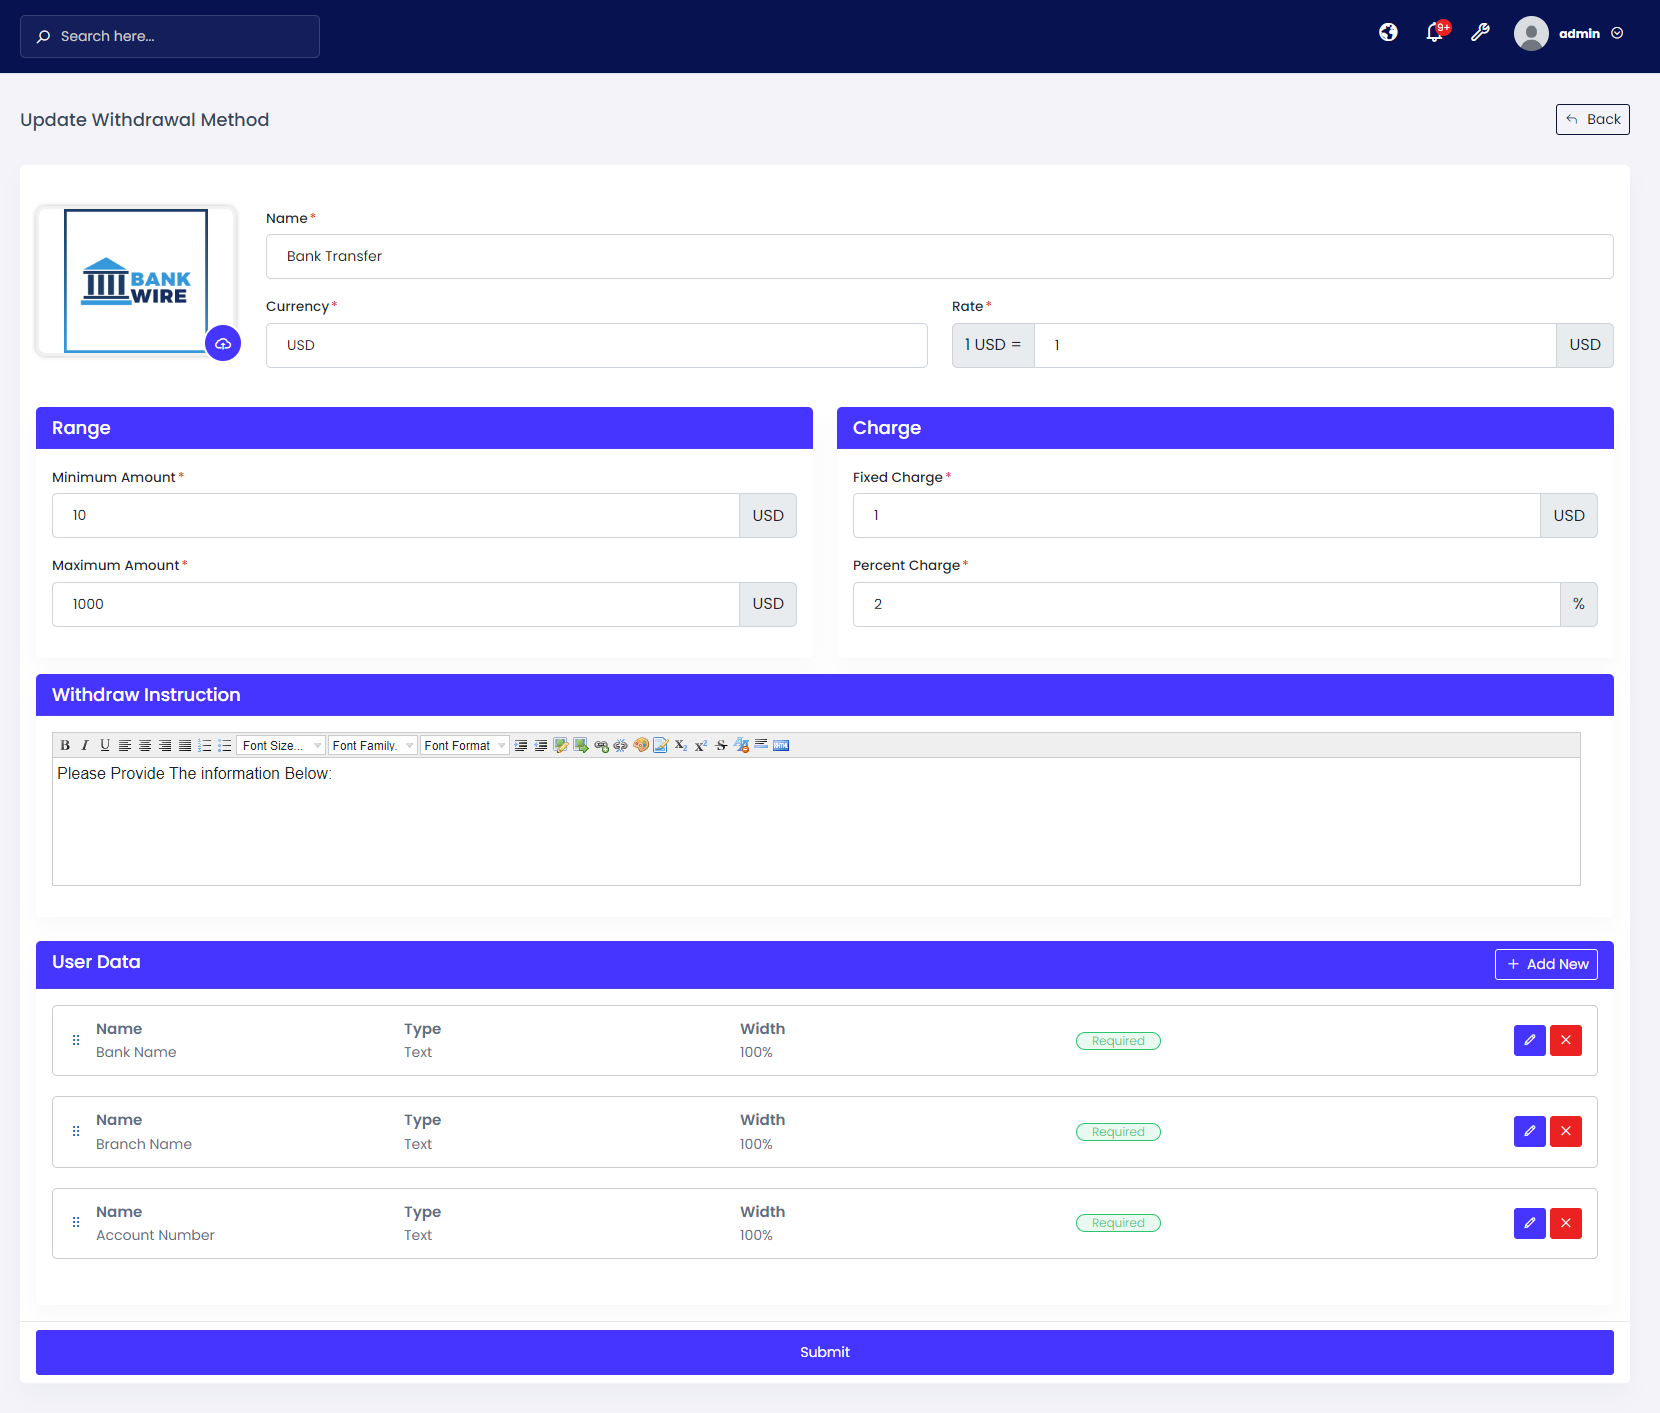 Search here...
9+
admin
Update Withdrawal Method
Back
BANK
WIRE
Name*
Bank Transfer
Currency*
USD
Rate*
1 USD =
1
USD
Range
Minimum Amount*
10
USD
Maximum Amount*
1000
USD
Charge
Fixed Charge*
1
USD
Percent Charge*
2
%
Withdraw Instruction
B I U Font Size... Font Family. Font Format
Please Provide The information Below:
User Data
+ Add New
Name Type Width
Bank Name Text 100%
Required
Name Type Width
Branch Name Text 100%
Required
Name Type Width
Account Number Text 100%
Required
Submit